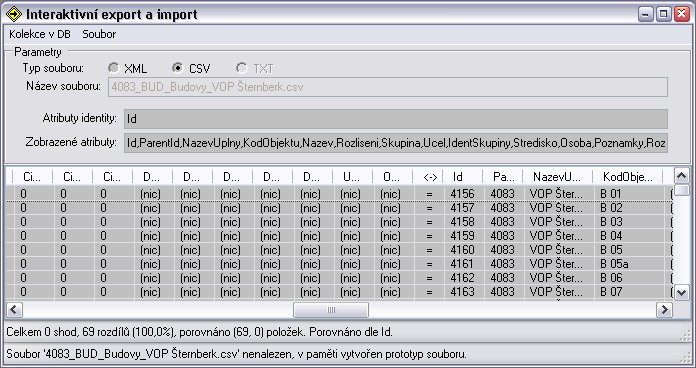 Interaktivní export a import
Kolekce v DB Soubor
Parametry
Typ souboru: XML CSV TXT
Název souboru: 4083_BUD_Budovy_VOP Šternberk.csv
Atributy identity: Id
Zobrazené atributy: Id,ParentId,NazevUplny,KodObjektu,Nazev,Rozliseni,Skupina,Ucel,IdentSkupiny,Stredisko,Osoba,Poznamky,Roz
Ci... Ci... Ci... D... D... D... D... D... U... O... <-> Id Pa... NazevU... KodObje...
0 0 0 (nic) (nic) (nic) (nic) (nic) (nic) (nic) = 4156 4083 VOP Šter... B 01 (
0 0 0 (nic) (nic) (nic) (nic) (nic) (nic) (nic) = 4157 4083 VOP Šter... B 02 (
0 0 0 (nic) (nic) (nic) (nic) (nic) (nic) (nic) = 4158 4083 VOP Šter... B 03 (
0 0 0 (nic) (nic) (nic) (nic) (nic) (nic) (nic) = 4159 4083 VOP Šter... B 04 (
0 0 0 (nic) (nic) (nic) (nic) (nic) (nic) (nic) = 4160 4083 VOP Šter... B 05 (
0 0 0 (nic) (nic) (nic) (nic) (nic) (nic) (nic) = 4161 4083 VOP Šter... B 05a (
0 0 0 (nic) (nic) (nic) (nic) (nic) (nic) (nic) = 4162 4083 VOP Šter... B 06 (
0 0 0 (nic) (nic) (nic) (nic) (nic) (nic) (nic) = 4163 4083 VOP Šter... B 07 (
Celkem 0 shod, 69 rozdílů (100,0%), porovnáno (69, 0) položek. Porovnáno dle Id.
Soubor '4083_BUD_Budovy_VOP Šternberk.csv' nenalezen, v paměti vytvořen prototyp souboru.